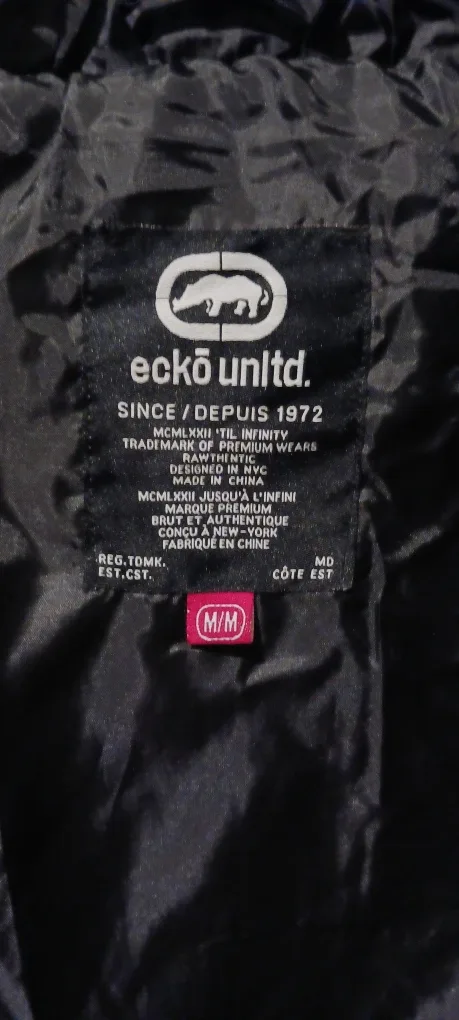 eckō unltd.
SINCE / DEPUIS 1972
MCMLXXII 'TIL INFINITY
TRADEMARK OF PREMIUM WEARS
RAWTHENTIC
DESIGNED IN NYC
MADE IN CHINA
MCMLXXII JUSQU'À L'INFINI
MARQUE PREMIUM
BRUT ET AUTHENTIQUE
CONÇU À NEW-YORK
FABRIQUÉ EN CHINE
REG.TDMK. MD
EST.CST. CÔTE EST
M/M